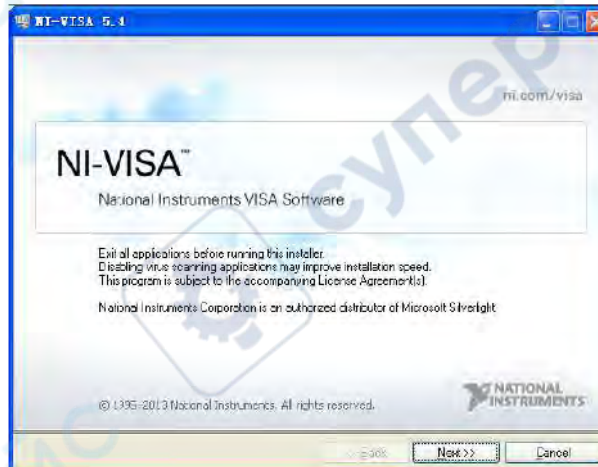 NI-VISA 5.4
ni.com/visa
NI-VISA™
National Instruments VISA Software
Exit all applications before running this installer.
Disabling virus scanning applications may improve installation speed.
This program is subject to the accompanying License Agreement(s).
National Instruments Corporation is an authorized distributor of Microsoft Silverlight
© 1995-2013 National Instruments. All rights reserved.
NATIONAL
INSTRUMENTS
<< Back
Next >>
Cancel
супер